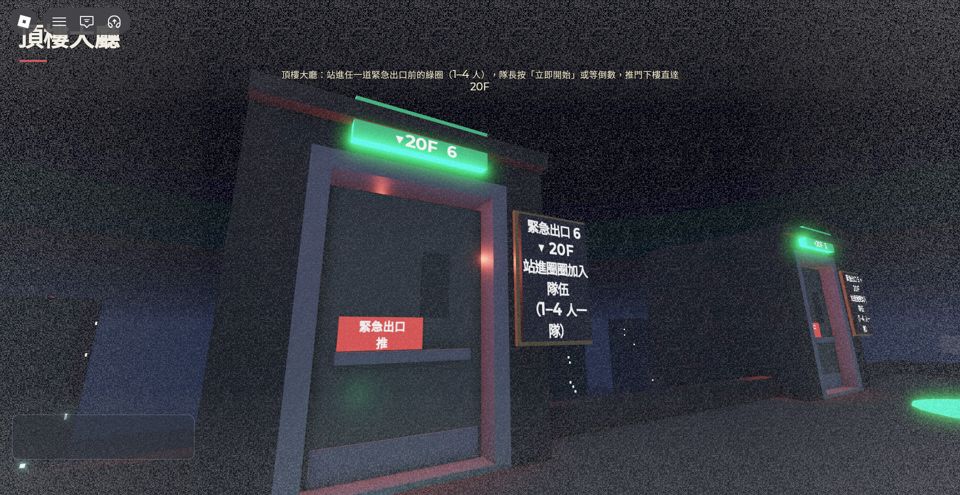 頂樓大廳
頂樓大廳：站進任一道緊急出口前的綠圈（1–4 人），隊長按「立即開始」或等倒數，推門下樓直達
20F
▼20F 6
緊急出口 6
▼ 20F
站進圈圈加入
隊伍
（1–4 人一
隊）
緊急出口
推